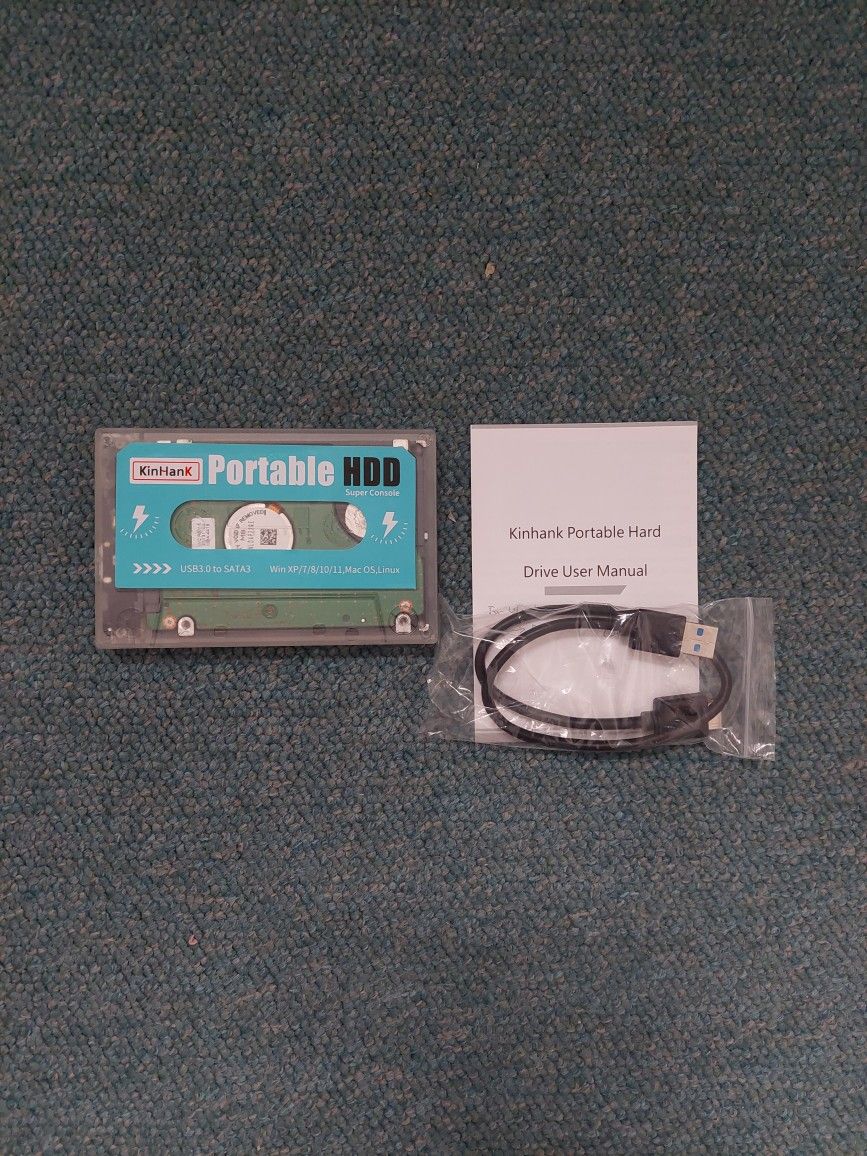 KinHank
Portable HDD
Super Console
USB3.0 to SATA3
Win XP/7/8/10/11,Mac OS,Linux
Kinhank Portable Hard
Drive User Manual